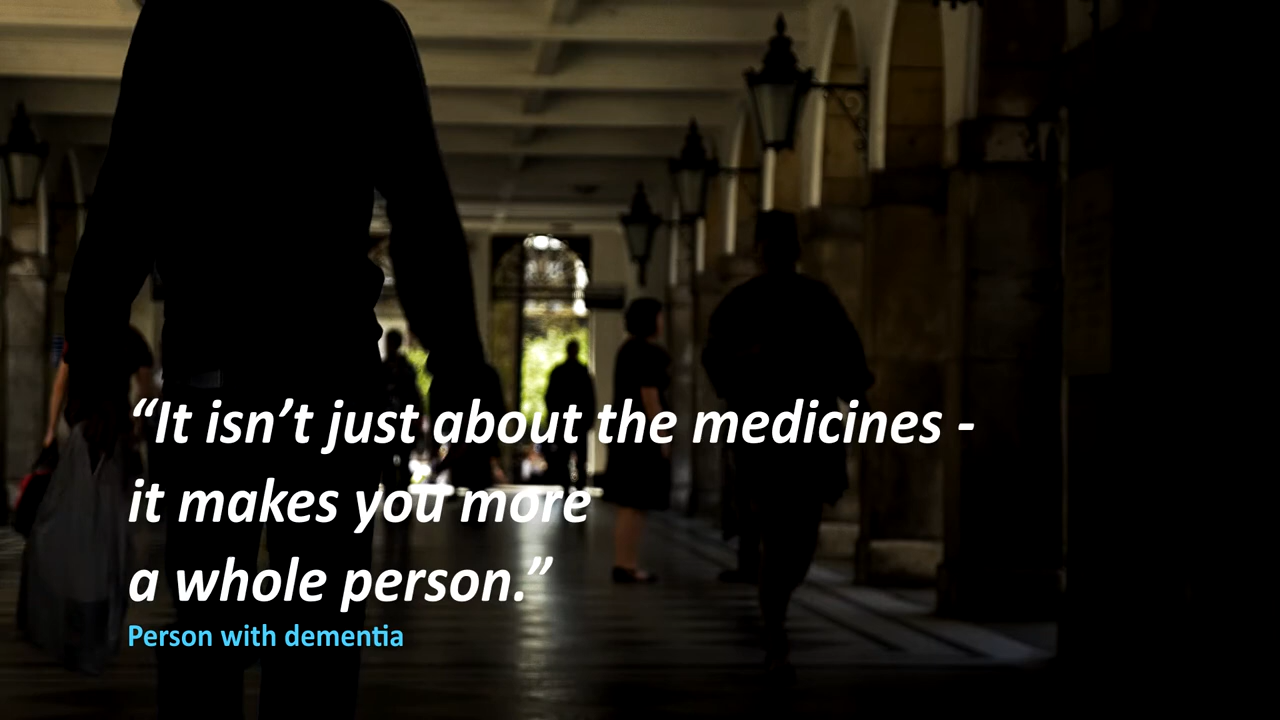 “It isn’t just about the medicines -
it makes you more
a whole person.”
Person with dementia